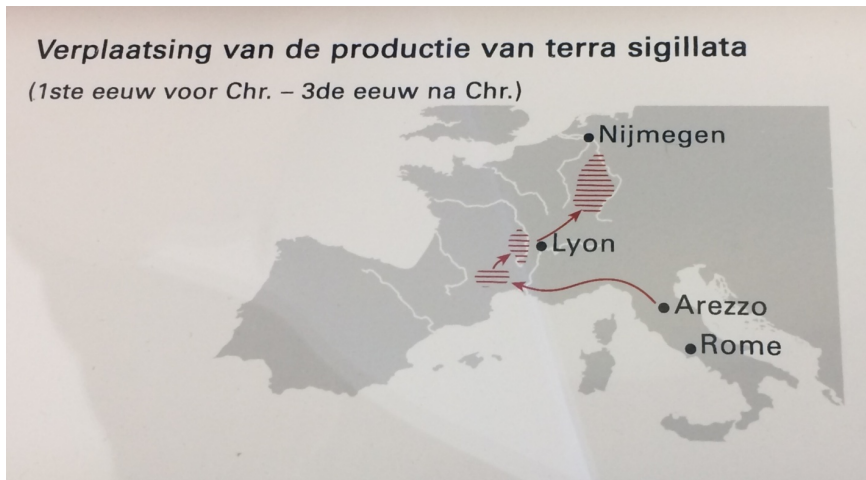 Verplaatsing van de productie van terra sigillata
(1ste eeuw voor Chr. – 3de eeuw na Chr.)
Nijmegen
Lyon
Arezzo
Rome